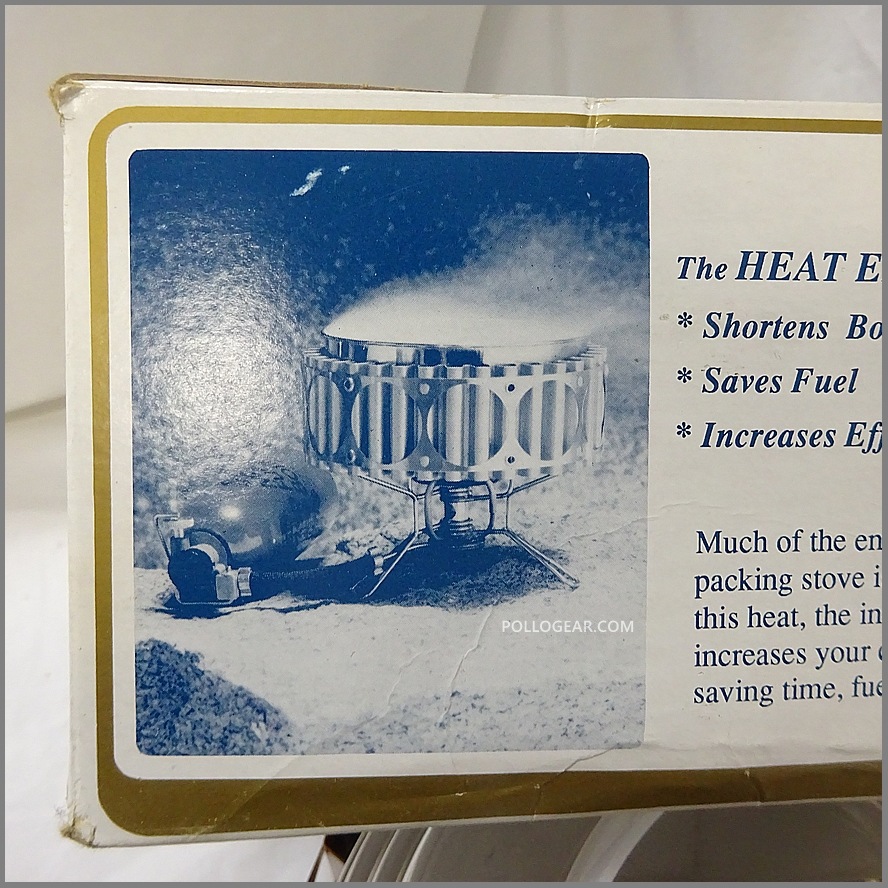 The HEAT E
* Shortens Bo
* Saves Fuel
* Increases Eff
Much of the en
packing stove i
this heat, the in
increases your
saving time, fue
POLLOGEAR.COM